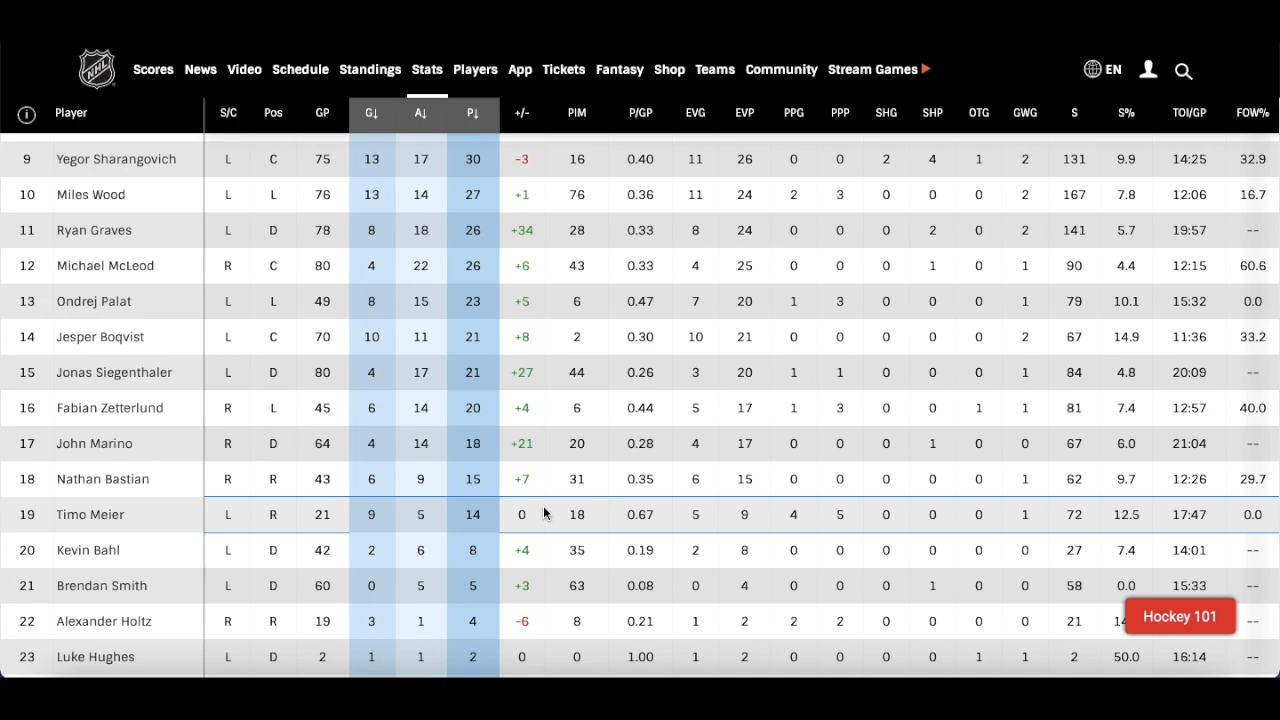 NHL Scores News Video Schedule Standings Stats Players App Tickets Fantasy Shop Teams Community Stream Games EN
i Player S/C Pos GP G↓ A↓ P↓ +/- PIM P/GP EVG EVP PPG PPP SHG SHP OTG GWG S S% TOI/GP FOW%
9 Yegor Sharangovich L C 75 13 17 30 -3 16 0.40 11 26 0 0 2 4 1 2 131 9.9 14:25 32.9
10 Miles Wood L L 76 13 14 27 +1 76 0.36 11 24 2 3 0 0 0 2 167 7.8 12:06 16.7
11 Ryan Graves L D 78 8 18 26 +34 28 0.33 8 24 0 0 0 2 0 2 141 5.7 19:57 --
12 Michael McLeod R C 80 4 22 26 +6 43 0.33 4 25 0 0 0 1 0 1 90 4.4 12:15 60.6
13 Ondrej Palat L L 49 8 15 23 +5 6 0.47 7 20 1 3 0 0 0 1 79 10.1 15:32 0.0
14 Jesper Boqvist L C 70 10 11 21 +8 2 0.30 10 21 0 0 0 0 0 2 67 14.9 11:36 33.2
15 Jonas Siegenthaler L D 80 4 17 21 +27 44 0.26 3 20 1 1 0 0 0 1 84 4.8 20:09 --
16 Fabian Zetterlund R L 45 6 14 20 +4 6 0.44 5 17 1 3 0 0 1 1 81 7.4 12:57 40.0
17 John Marino R D 64 4 14 18 +21 20 0.28 4 17 0 0 0 1 0 0 67 6.0 21:04 --
18 Nathan Bastian R R 43 6 9 15 +7 31 0.35 6 15 0 0 0 0 0 1 62 9.7 12:26 29.7
19 Timo Meier L R 21 9 5 14 0 18 0.67 5 9 4 5 0 0 0 1 72 12.5 17:47 0.0
20 Kevin Bahl L D 42 2 6 8 +4 35 0.19 2 8 0 0 0 0 0 0 27 7.4 14:01 --
21 Brendan Smith L D 60 0 5 5 +3 63 0.08 0 4 0 0 0 1 0 0 58 0.0 15:33 --
22 Alexander Holtz R R 19 3 1 4 -6 8 0.21 1 2 2 2 0 0 0 0 21 --
Hockey 101
23 Luke Hughes L D 2 1 1 2 0 0 1.00 1 2 0 0 0 0 1 1 2 50.0 16:14 --